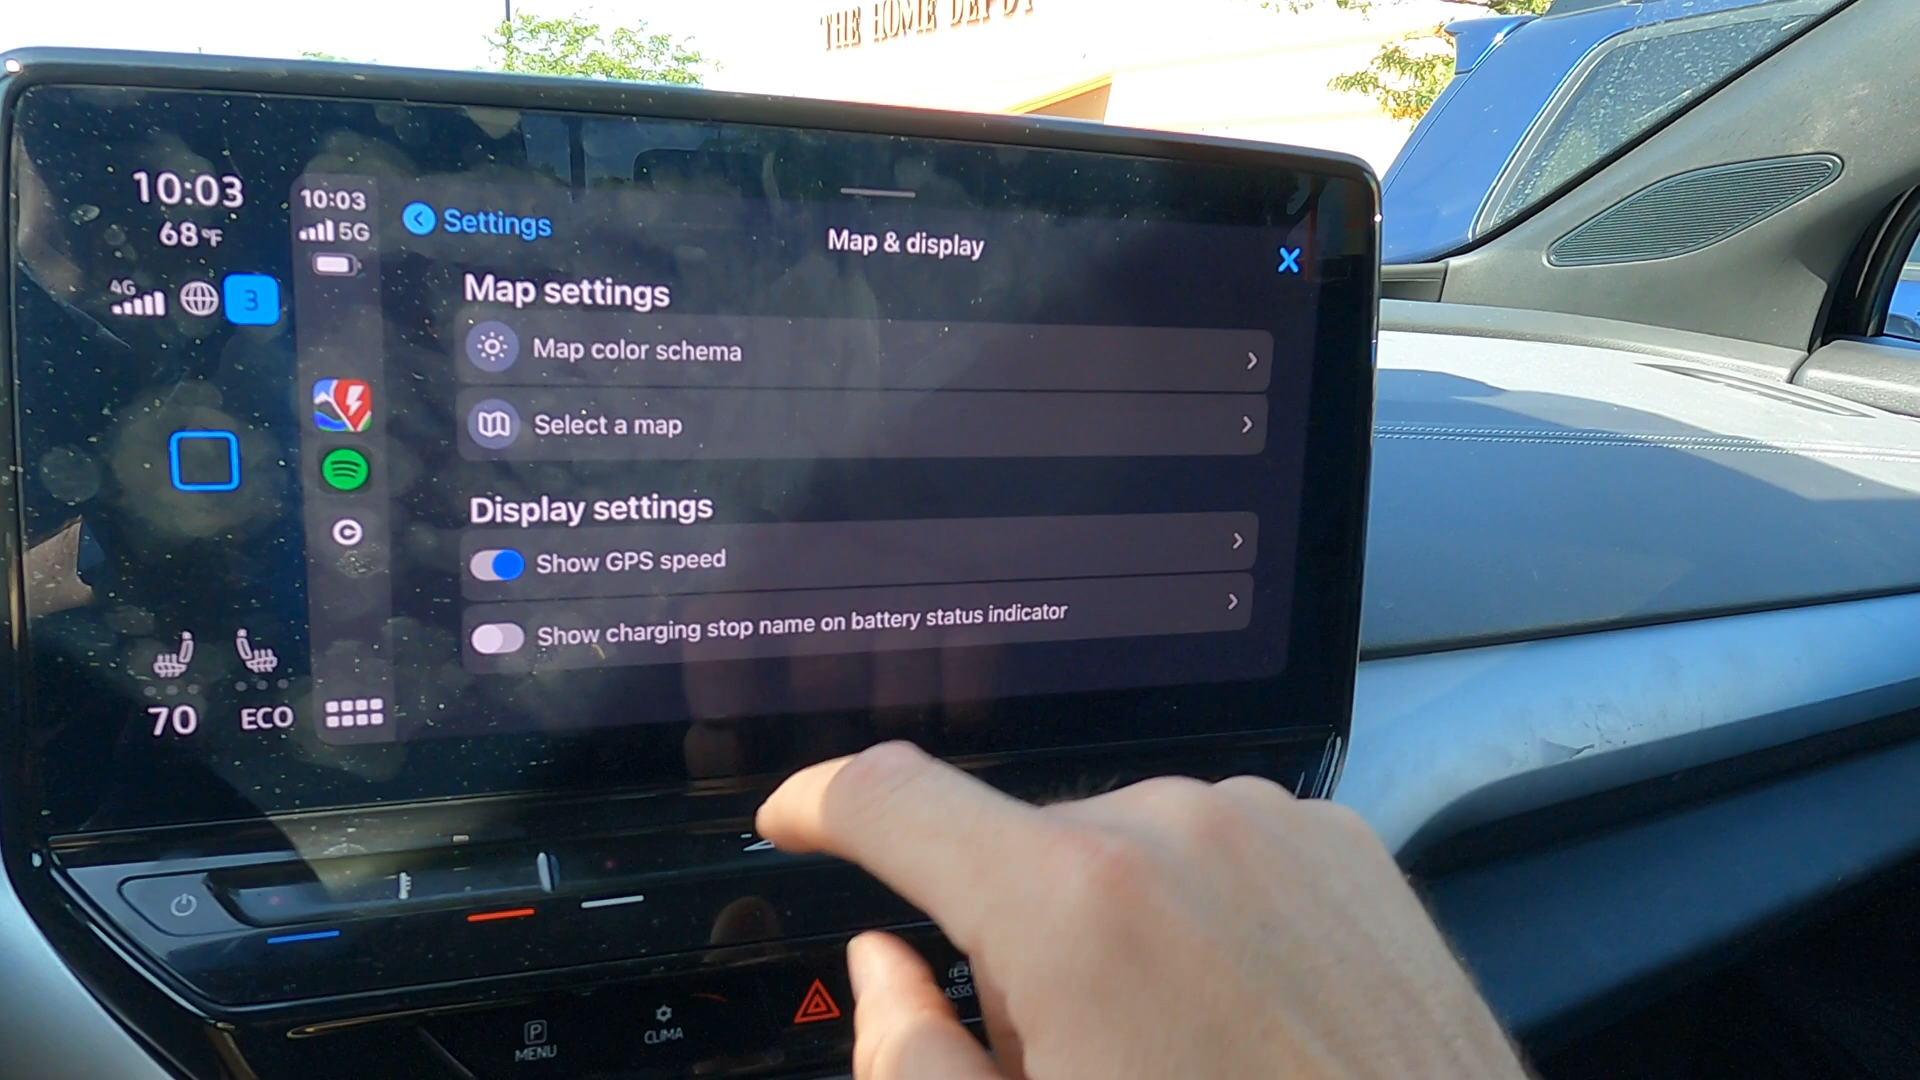 THE HOME DEPOT
10:03
68°F
4G
3
70
ECO
10:03
5G
Settings
Map & display
X
Map settings
Map color schema
Select a map
Display settings
Show GPS speed
Show charging stop name on battery status indicator
P
MENU
CLIMA
ASSIS